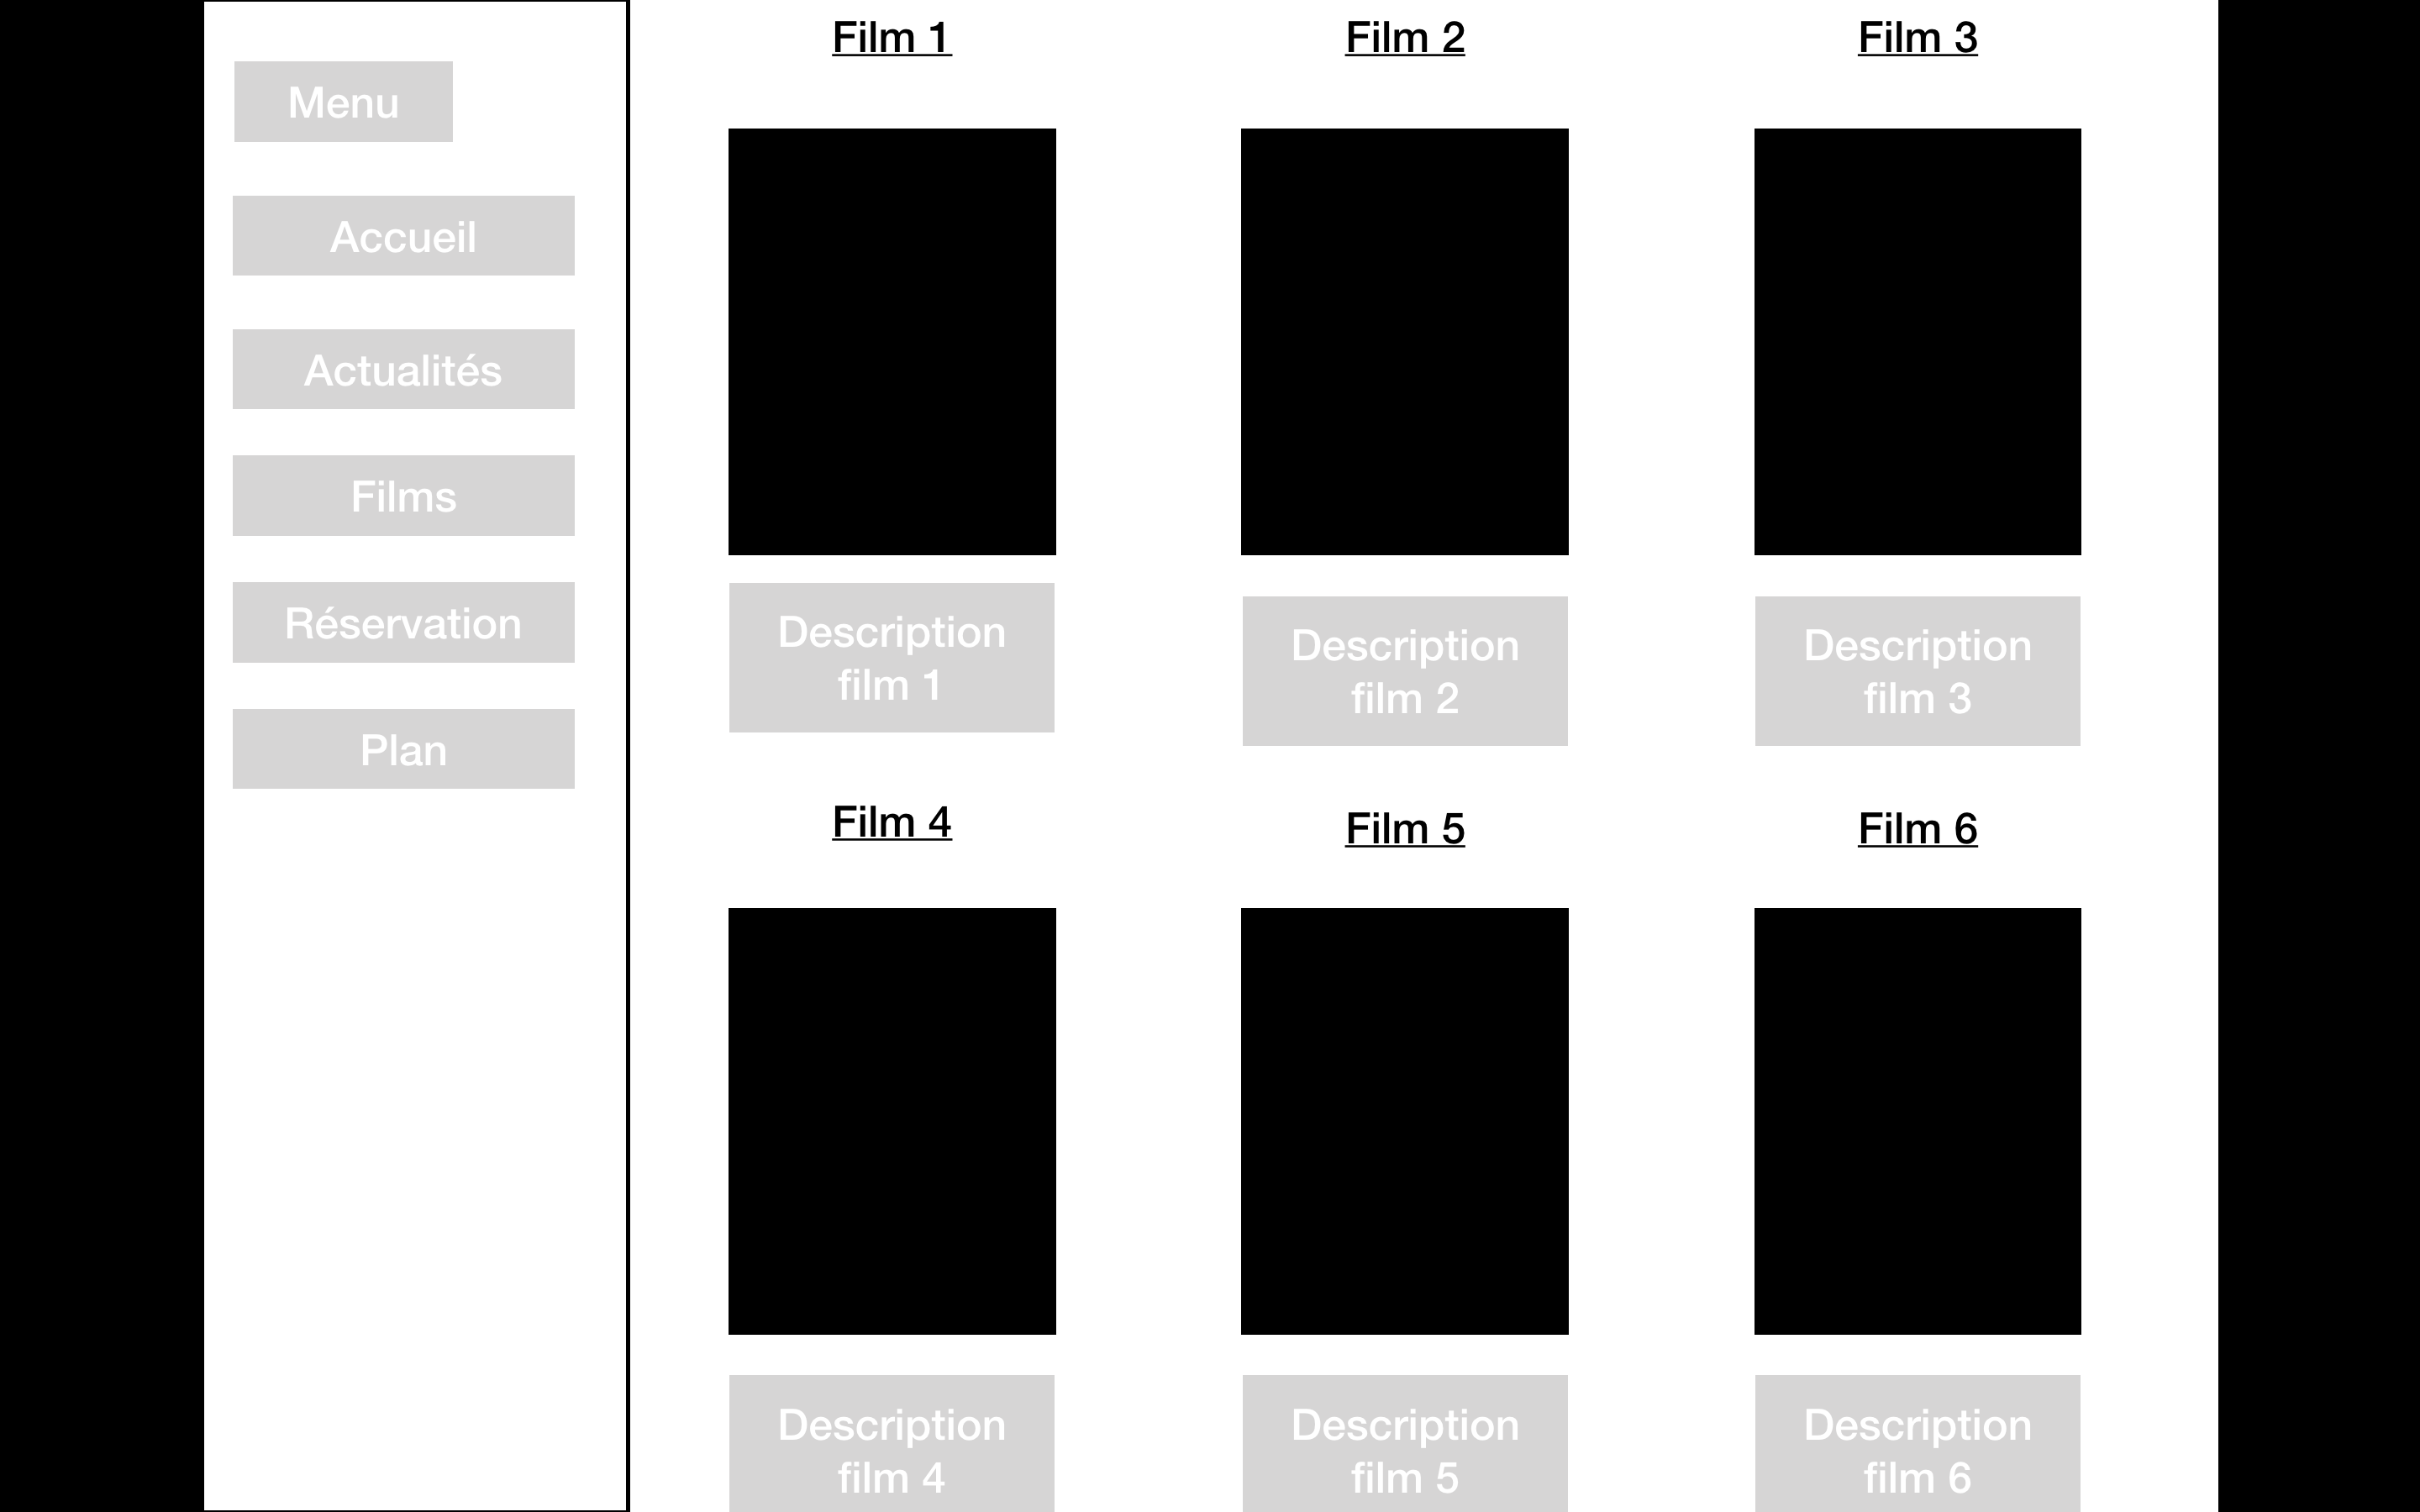 Menu
Accueil
Actualités
Films
Réservation
Plan
Film 1
Film 2
Film 3
Description
film 1
Description
film 2
Description
film 3
Film 4
Film 5
Film 6
Description
film 4
Description
film 5
Description
film 6